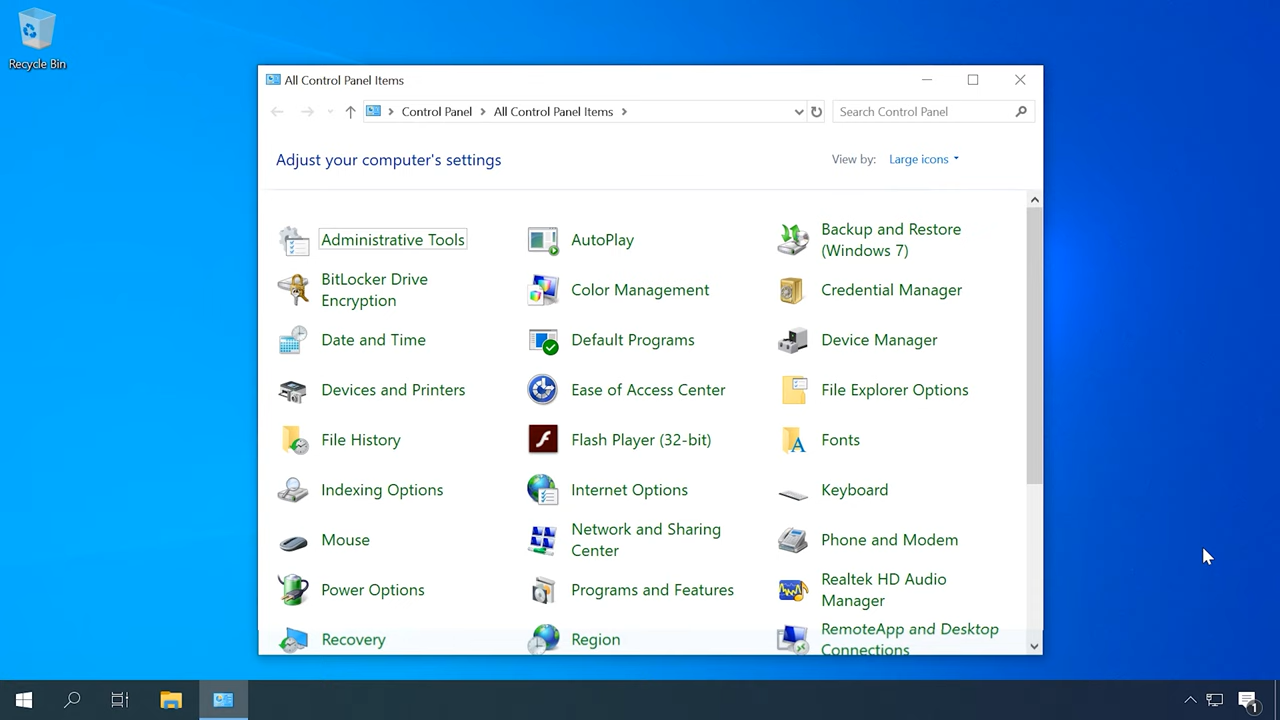 Recycle Bin
All Control Panel Items
Control Panel > All Control Panel Items >
Search Control Panel
Adjust your computer's settings
View by: Large icons
Administrative Tools
AutoPlay
Backup and Restore
(Windows 7)
BitLocker Drive
Encryption
Color Management
Credential Manager
Date and Time
Default Programs
Device Manager
Devices and Printers
Ease of Access Center
File Explorer Options
File History
Flash Player (32-bit)
Fonts
Indexing Options
Internet Options
Keyboard
Mouse
Network and Sharing
Center
Phone and Modem
Power Options
Programs and Features
Realtek HD Audio
Manager
Recovery
Region
RemoteApp and Desktop
Connections
1